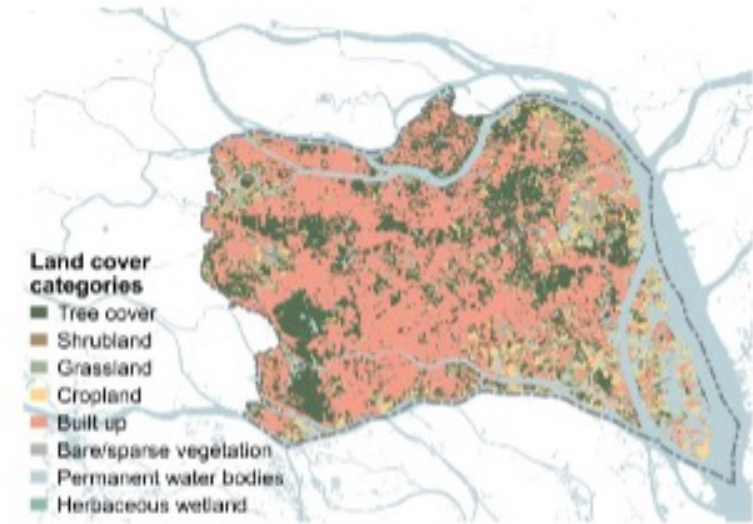 Land cover
categories
Tree cover
Shrubland
Grassland
Cropland
Built up
Bare/sparse vegetation
Permanent water bodies
Herbaceous wetland